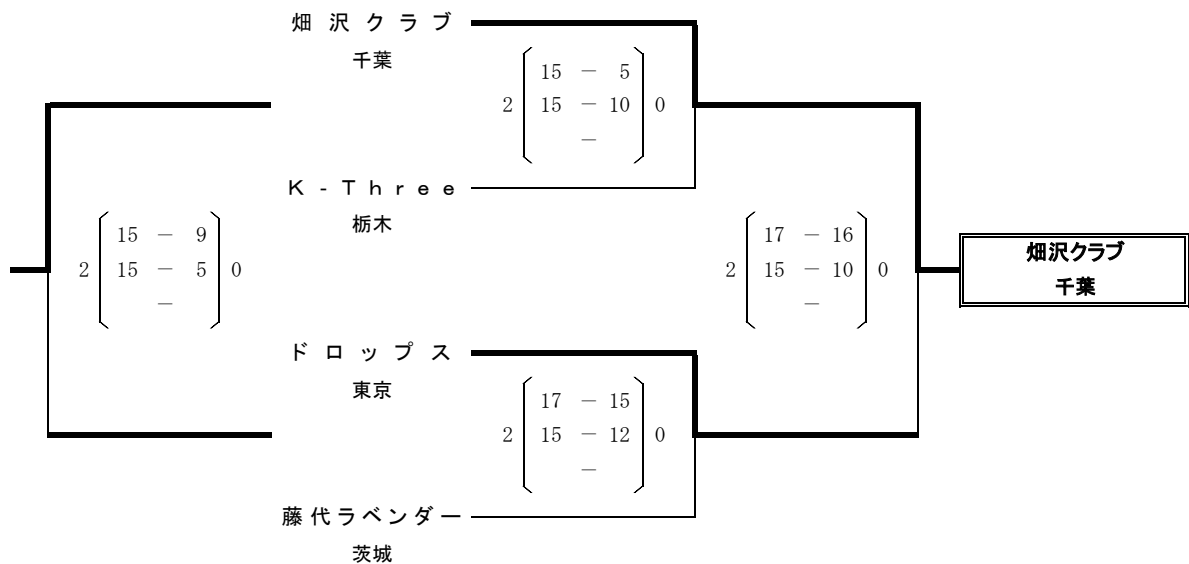 畑沢クラブ
千葉
15 － 5
2 15 － 10 0
－
K-Three
栃木
15 － 9
2 15 － 5 0
－
17 － 16
2 15 － 10 0
－
畑沢クラブ
千葉
ドロップス
東京
17 － 15
2 15 － 12 0
－
藤代ラベンダー
茨城